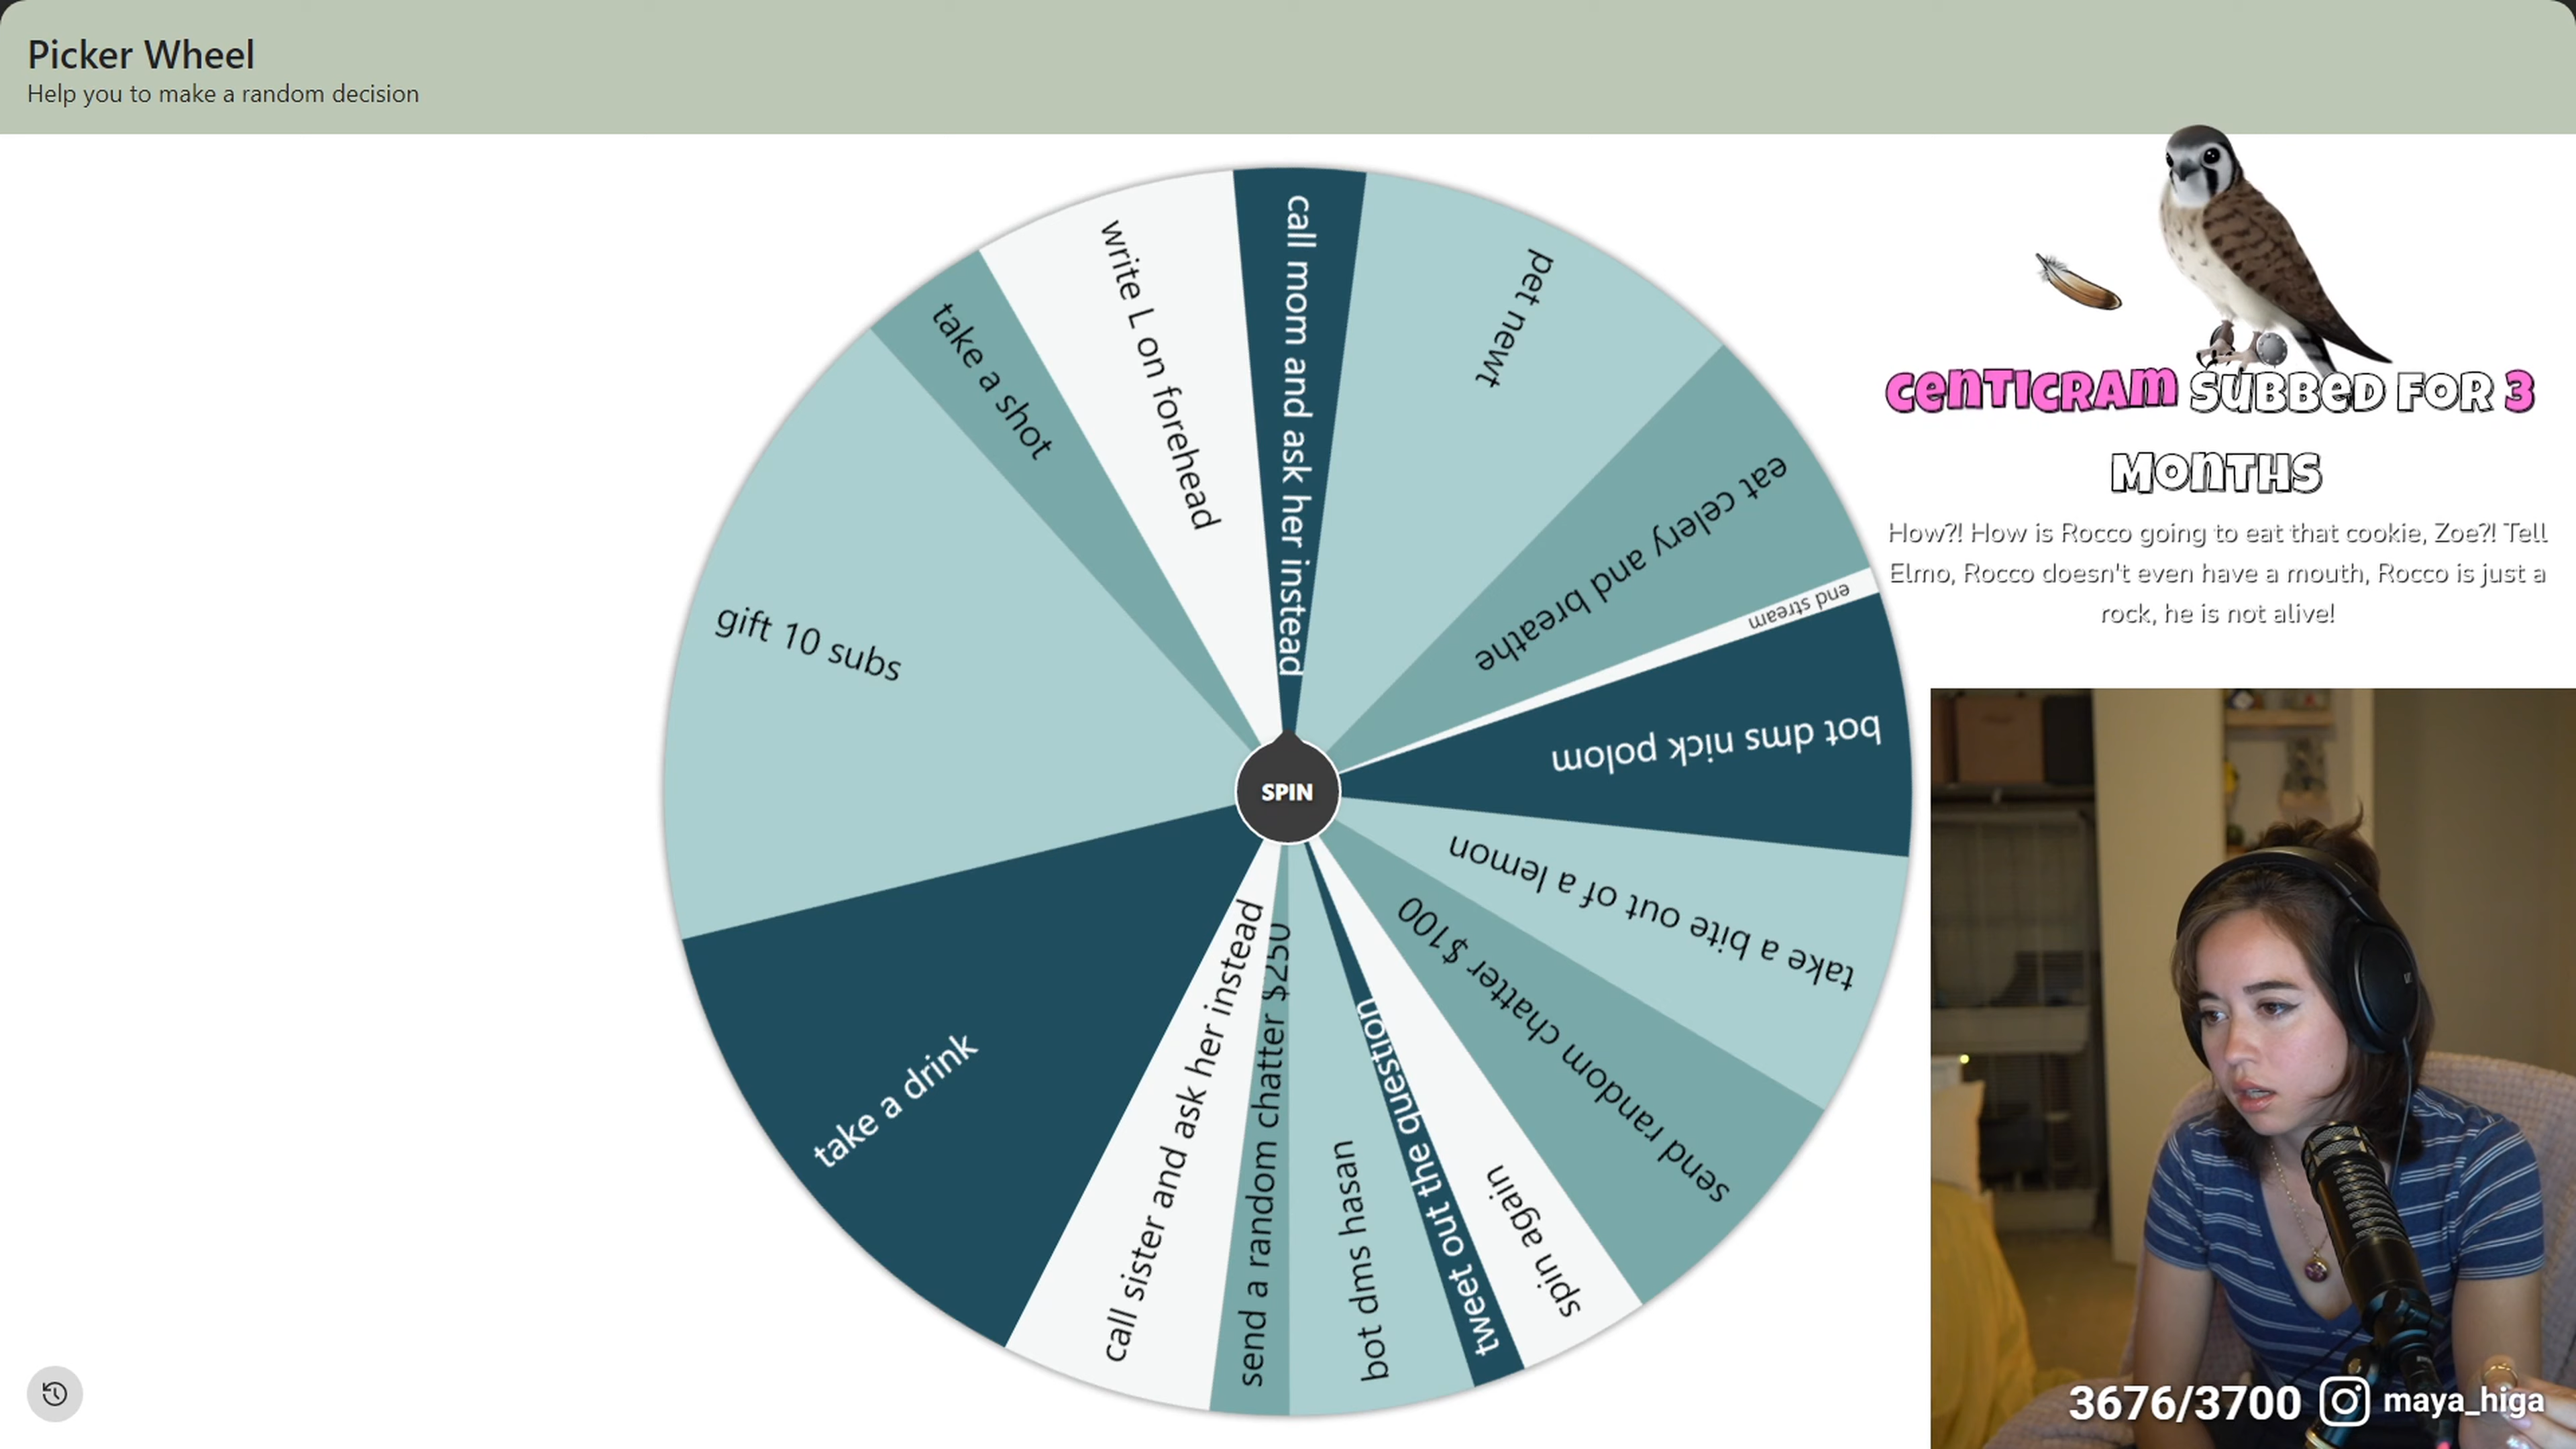 Picker Wheel
Help you to make a random decision
call mom and ask her instead
pet newt
eat celery and breathe
end stream
bot dms nick polom
take a bite out of a lemon
send random chatter $100
spin again
tweet out the question
bot dms hasan
send a random chatter $250
call sister and ask her instead
take a drink
gift 10 subs
take a shot
write L on forehead
SPIN
centicram subbed for 3
months
How?! How is Rocco going to eat that cookie, Zoe?! Tell
Elmo, Rocco doesn't even have a mouth, Rocco is just a
rock, he is not alive!
3676/3700 maya_higa